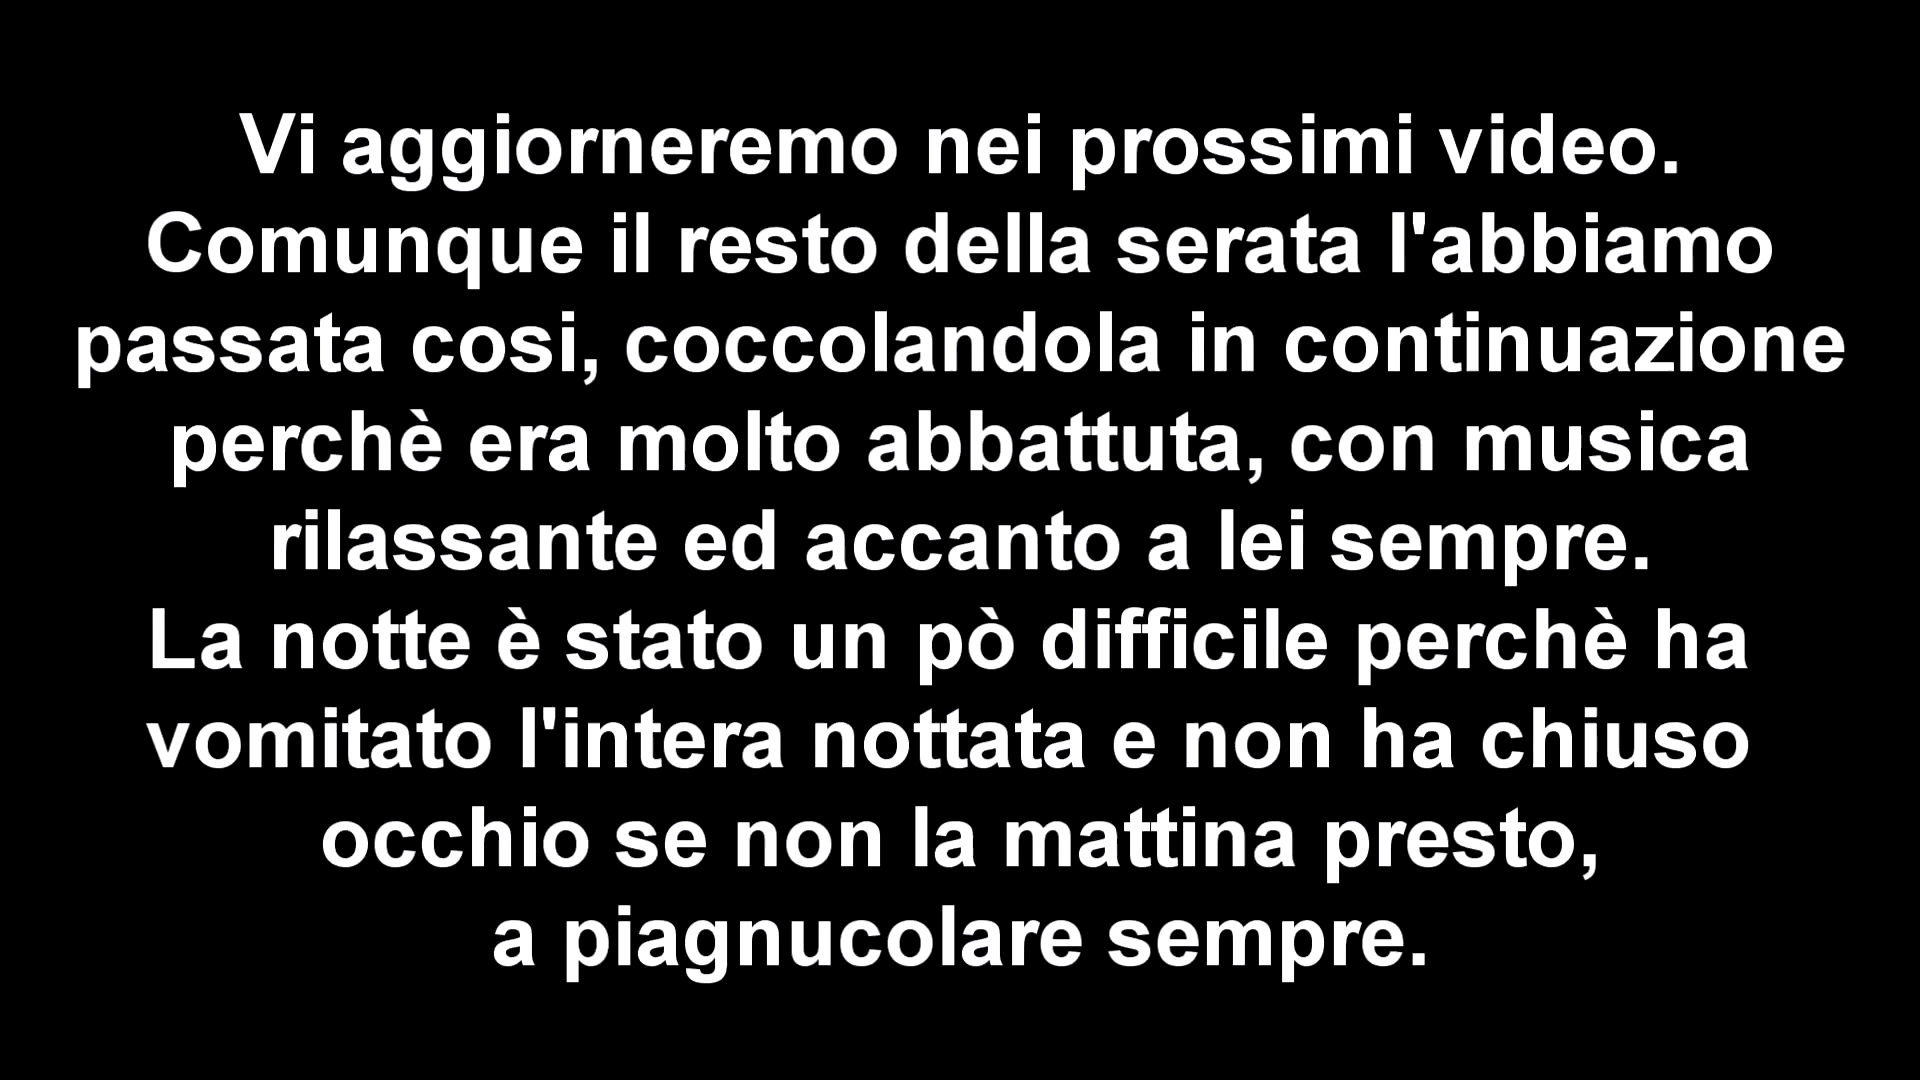 Vi aggiorneremo nei prossimi video.
Comunque il resto della serata l'abbiamo
passata cosi, coccolandola in continuazione
perchè era molto abbattuta, con musica
rilassante ed accanto a lei sempre.
La notte è stato un pò difficile perchè ha
vomitato l'intera nottata e non ha chiuso
occhio se non la mattina presto,
a piagnucolare sempre.